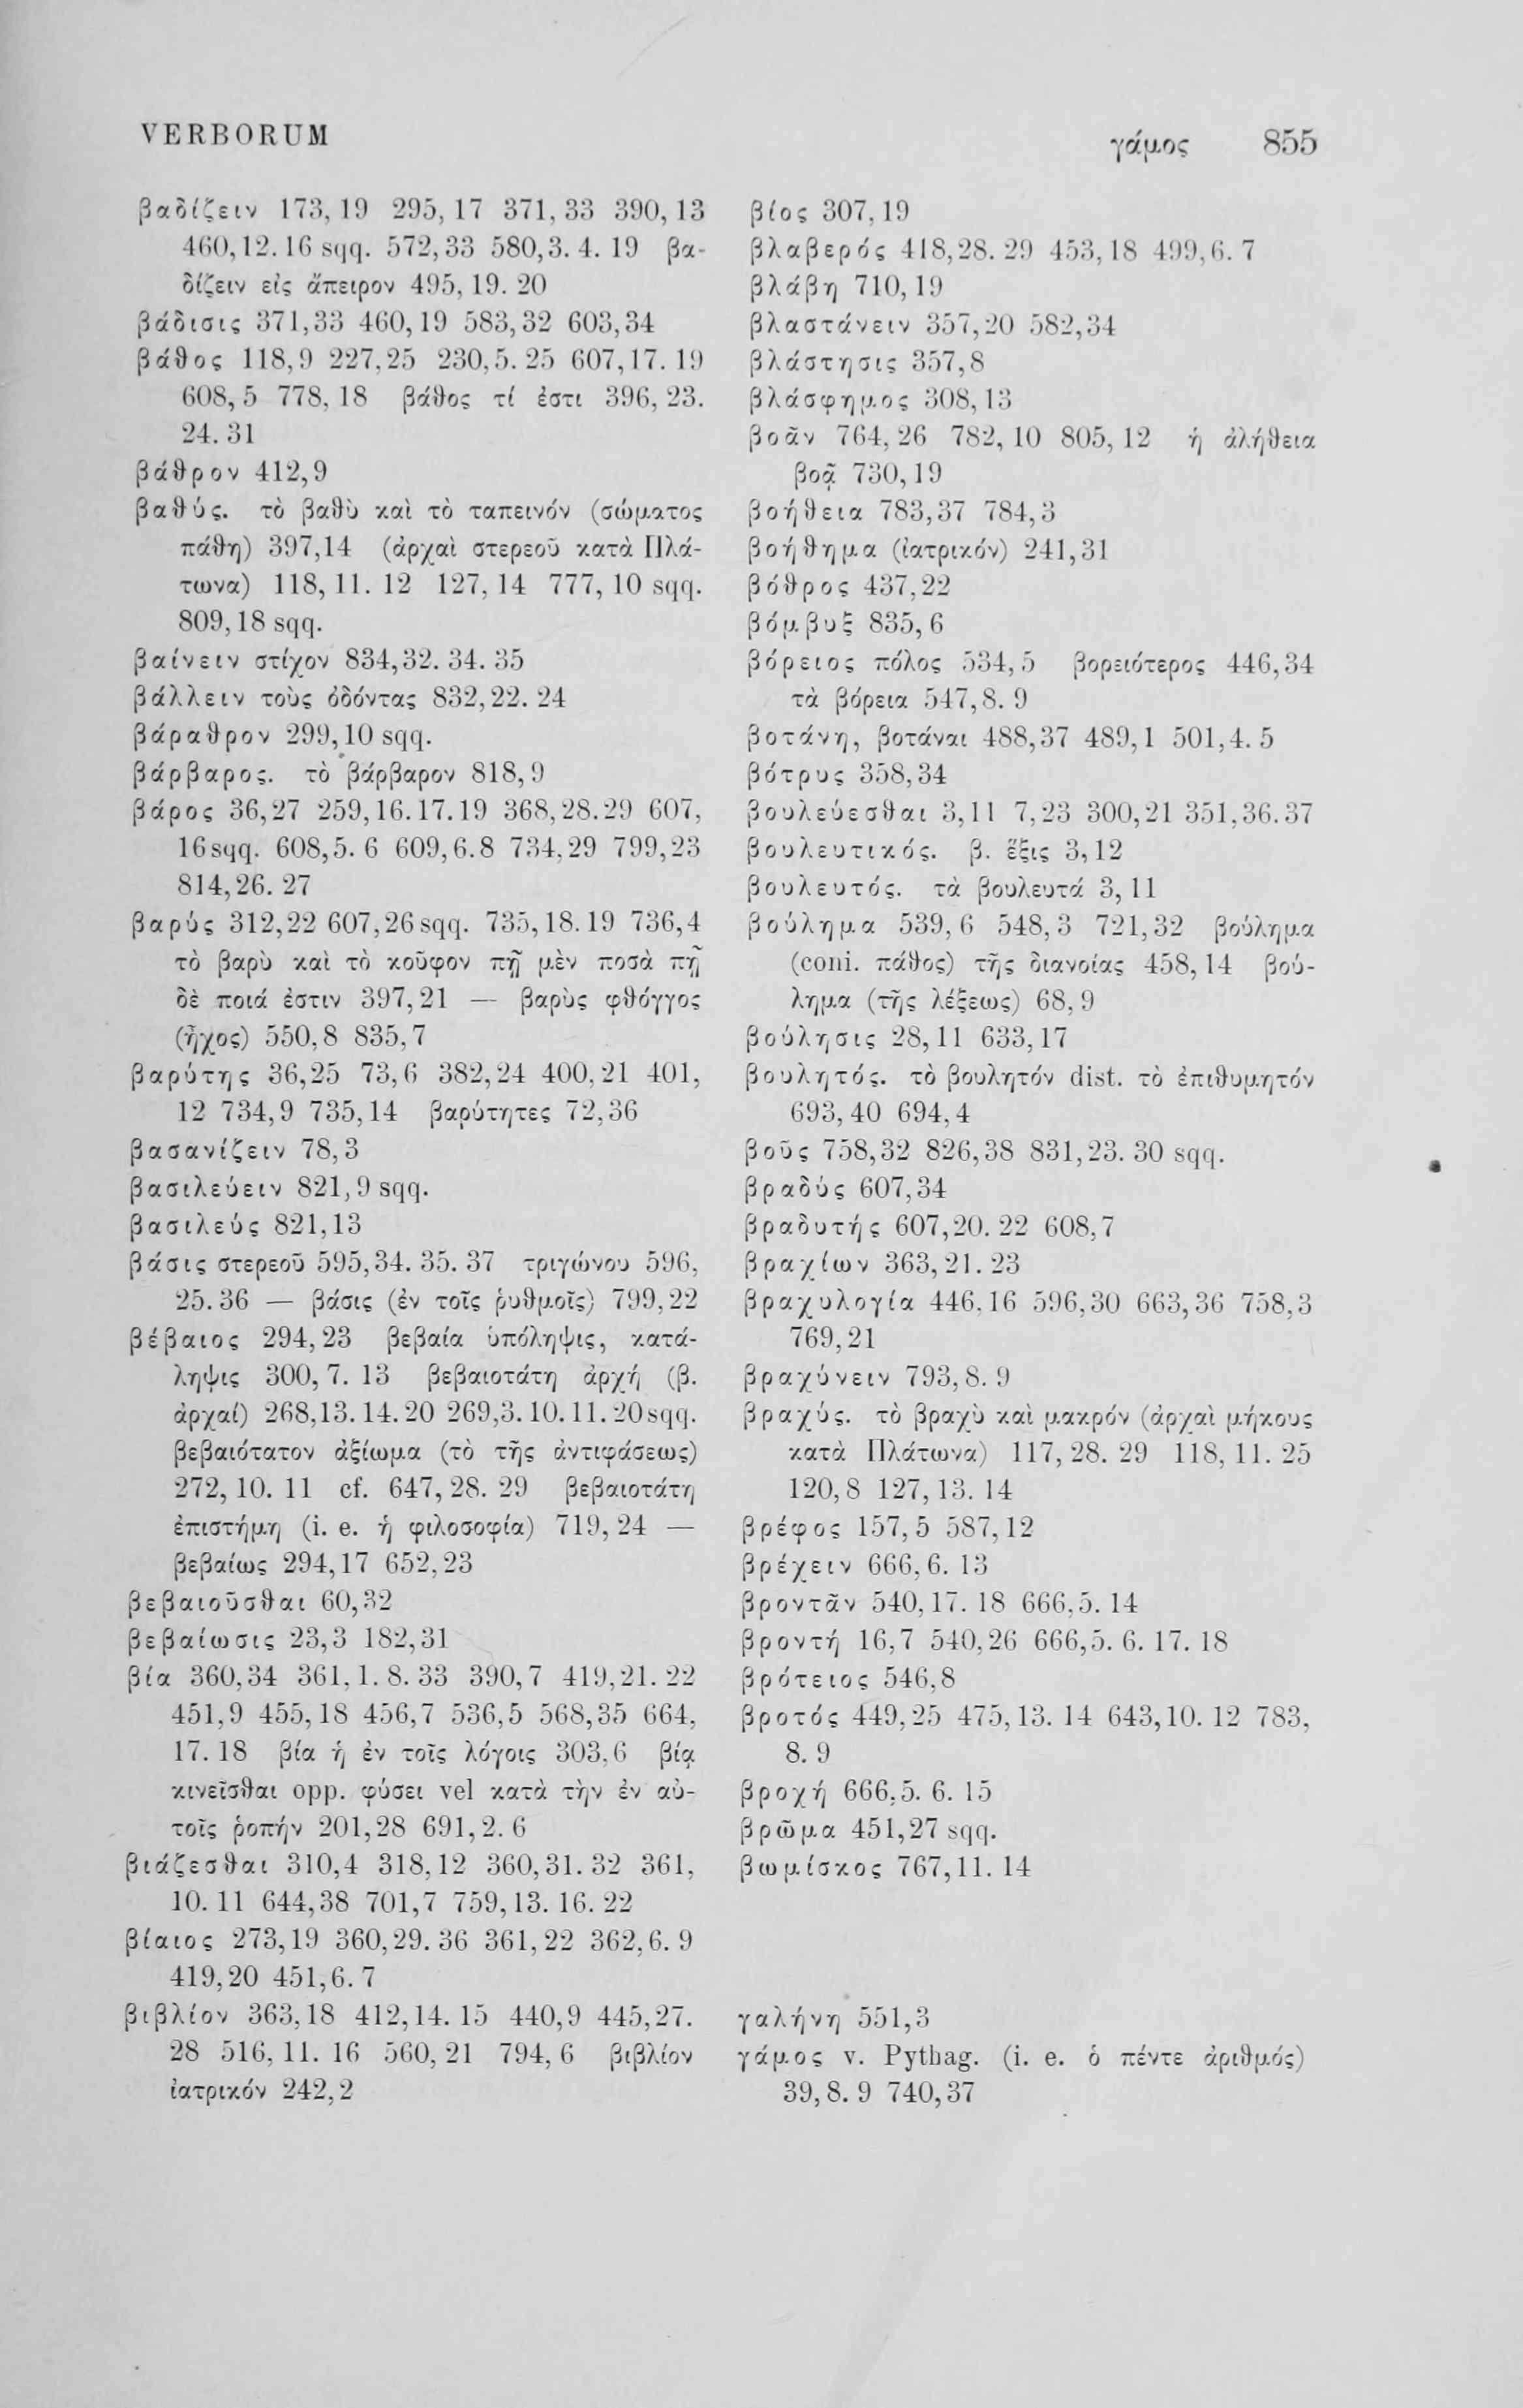 VERBORUM
γάμος 855
βαδίζειν 173,19 295,17 371,33 390,13
460,12.16 sqq. 572,33 580,3.4.19 βα-
δίζειν εἰς ἄπειρον 495,19.20
βάδισις 371,33 460,19 583,32 603,34
βάθος 118,9 227,25 230,5.25 607,17.19
608,5 778,18 βάθος τί ἐστι 396,23.
24.31
βάθρον 412,9
βαθύς. τὸ βαθὺ καὶ τὸ ταπεινόν (σώματος
πάθη) 397,14 (ἀρχαὶ στερεοῦ κατὰ Πλά-
τωνα) 118,11.12 127,14 777,10 sqq.
809,18 sqq.
βαίνειν στίχον 834,32.34.35
βάλλειν τοὺς ὀδόντας 832,22.24
βάραθρον 299,10 sqq.
βάρβαρος. τὸ βάρβαρον 818,9
βάρος 36,27 259,16.17.19 368,28.29 607,
16 sqq. 608,5.6 609,6.8 734,29 799,23
814,26.27
βαρύς 312,22 607,26 sqq. 735,18.19 736,4
τὸ βαρὺ καὶ τὸ κοῦφον πῇ μὲν ποσὰ πῇ
δὲ ποιά ἐστιν 397,21 — βαρὺς φθόγγος
(ἦχος) 550,8 835,7
βαρύτης 36,25 73,6 382,24 400,21 401,
12 734,9 735,14 βαρύτητες 72,36
βασανίζειν 78,3
βασιλεύειν 821,9 sqq.
βασιλεύς 821,13
βάσις στερεοῦ 595,34.35.37 τριγώνου 596,
25.36 — βάσις (ἐν τοῖς ῥυθμοῖς) 799,22
βέβαιος 294,23 βεβαία ὑπόληψις, κατά-
ληψις 300,7.13 βεβαιοτάτη ἀρχή (β.
ἀρχαί) 268,13.14.20 269,3.10.11.20 sqq.
βεβαιότατον ἀξίωμα (τὸ τῆς ἀντιφάσεως)
272,10.11 cf. 647,28.29 βεβαιοτάτη
ἐπιστήμη (i. e. ἡ φιλοσοφία) 719,24 —
βεβαίως 294,17 652,23
βεβαιοῦσθαι 60,32
βεβαίωσις 23,3 182,31
βία 360,34 361,1.8.33 390,7 419,21.22
451,9 455,18 456,7 536,5 568,35 664,
17.18 βία ἡ ἐν τοῖς λόγοις 303,6 βίᾳ
κινεῖσθαι opp. φύσει vel κατὰ τὴν ἐν αὐ-
τοῖς ῥοπήν 201,28 691,2.6
βιάζεσθαι 310,4 318,12 360,31.32 361,
10.11 644,38 701,7 759,13.16.22
βίαιος 273,19 360,29.36 361,22 362,6.9
419,20 451,6.7
βιβλίον 363,18 412,14.15 440,9 445,27.
28 516,11.16 560,21 794,6 βιβλίον
ἰατρικόν 242,2
βίος 307,19
βλαβερός 418,28.29 453,18 499,6.7
βλάβη 710,19
βλαστάνειν 357,20 582,34
βλάστησις 357,8
βλάσφημος 308,13
βοᾶν 764,26 782,10 805,12 ἡ ἀλήθεια
βοᾷ 730,19
βοήθεια 783,37 784,3
βοήθημα (ἰατρικόν) 241,31
βόθρος 437,22
βόμβυξ 835,6
βόρειος πόλος 534,5 βορειότερος 446,34
τὰ βόρεια 547,8.9
βοτάνη, βοτάναι 488,37 489,1 501,4.5
βότρυς 358,34
βουλεύεσθαι 3,11 7,23 300,21 351,36.37
βουλευτικός. β. ἕξις 3,12
βουλευτός. τὰ βουλευτά 3,11
βούλημα 539,6 548,3 721,32 βούλημα
(coni. πάθος) τῆς διανοίας 458,14 βού-
λημα (τῆς λέξεως) 68,9
βούλησις 28,11 633,17
βουλητός. τὸ βουλητόν dist. τὸ ἐπιθυμητόν
693,40 694,4
βοῦς 758,32 826,38 831,23.30 sqq.
βραδύς 607,34
βραδυτής 607,20.22 608,7
βραχίων 363,21.23
βραχυλογία 446,16 596,30 663,36 758,3
769,21
βραχύνειν 793,8.9
βραχύς. τὸ βραχὺ καὶ μακρόν (ἀρχαὶ μήκους
κατὰ Πλάτωνα) 117,28.29 118,11.25
120,8 127,13.14
βρέφος 157,5 587,12
βρέχειν 666,6.13
βροντᾶν 540,17.18 666,5.14
βροντή 16,7 540,26 666,5.6.17.18
βρότειος 546,8
βροτός 449,25 475,13.14 643,10.12 783,
8.9
βροχή 666,5.6.15
βρῶμα 451,27 sqq.
βωμίσκος 767,11.14
γαλήνη 551,3
γάμος v. Pythag. (i. e. ὁ πέντε ἀριθμός)
39,8.9 740,37